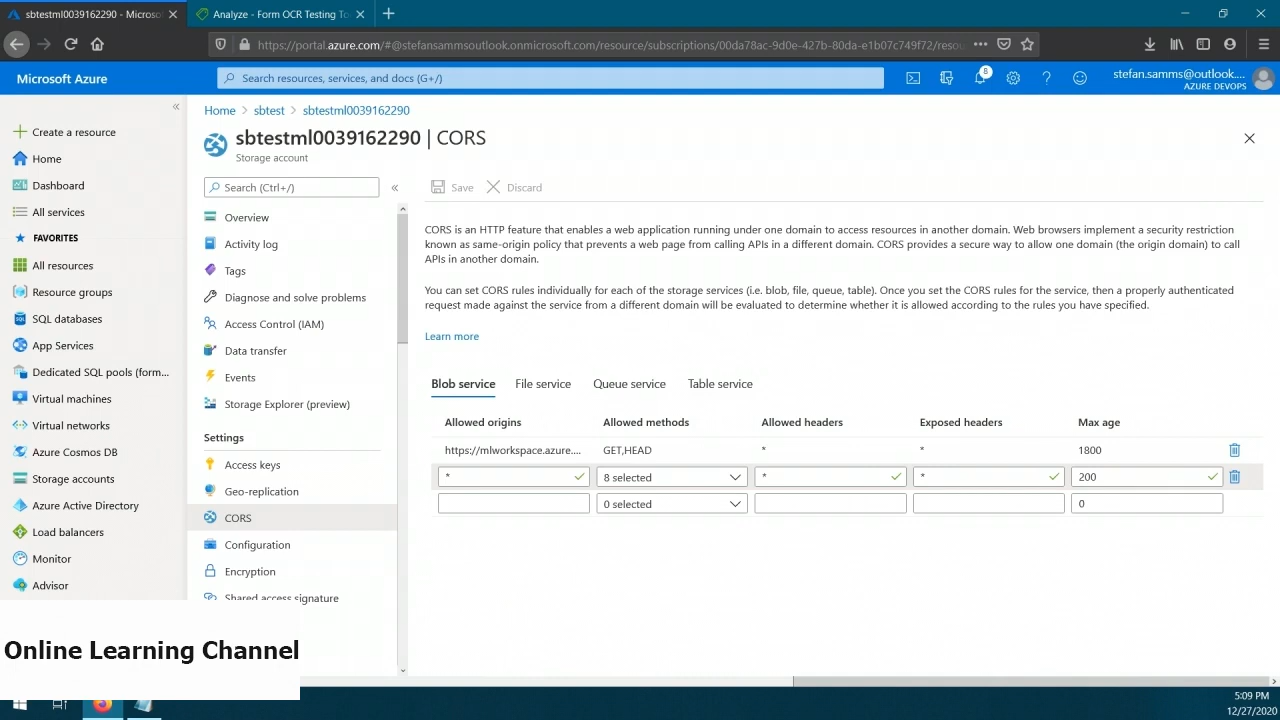 sbtestml0039162290 - Microso
Analyze - Form OCR Testing To
https://portal.azure.com/#@stefansammsoutlook.onmicrosoft.com/resource/subscriptions/00da78ac-9d0e-427b-80da-e1b07c749f72/resou
Microsoft Azure
Search resources, services, and docs (G+/)
8
stefan.samms@outlook....
AZURE DEVOPS
Create a resource
Home
Dashboard
All services
FAVORITES
All resources
Resource groups
SQL databases
App Services
Dedicated SQL pools (form...
Virtual machines
Virtual networks
Azure Cosmos DB
Storage accounts
Azure Active Directory
Load balancers
Monitor
Advisor
Home > sbtest > sbtestml0039162290
sbtestml0039162290 | CORS
Storage account
Search (Ctrl+/)
Overview
Activity log
Tags
Diagnose and solve problems
Access Control (IAM)
Data transfer
Events
Storage Explorer (preview)
Settings
Access keys
Geo-replication
CORS
Configuration
Encryption
Shared access signature
Save Discard
CORS is an HTTP feature that enables a web application running under one domain to access resources in another domain. Web browsers implement a security restriction
known as same-origin policy that prevents a web page from calling APIs in a different domain. CORS provides a secure way to allow one domain (the origin domain) to call
APIs in another domain.
You can set CORS rules individually for each of the storage services (i.e. blob, file, queue, table). Once you set the CORS rules for the service, then a properly authenticated
request made against the service from a different domain will be evaluated to determine whether it is allowed according to the rules you have specified.
Learn more
Blob service File service Queue service Table service
Allowed origins Allowed methods Allowed headers Exposed headers Max age
https://mlworkspace.azure.... GET,HEAD * * 1800
* 8 selected * * 200
0 selected 0
Online Learning Channel
5:09 PM
12/27/2020